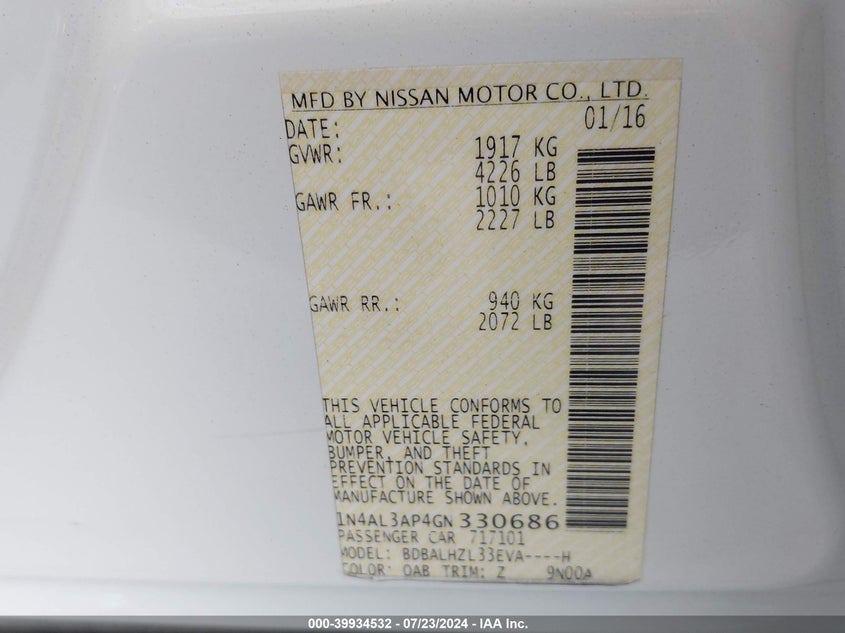 MFD BY NISSAN MOTOR CO., LTD.
DATE: 01/16
GVWR: 1917 KG
4226 LB
GAWR FR.: 1010 KG
2227 LB
GAWR RR.: 940 KG
2072 LB
THIS VEHICLE CONFORMS TO
ALL APPLICABLE FEDERAL
MOTOR VEHICLE SAFETY,
BUMPER, AND THEFT
PREVENTION STANDARDS IN
EFFECT ON THE DATE OF
MANUFACTURE SHOWN ABOVE.
1N4AL3AP4GN 330686
PASSENGER CAR 717101
MODEL: BDBALHZL33EVA----H
COLOR: QAB TRIM: Z 9N00A
000-39934532 - 07/23/2024 - IAA Inc.